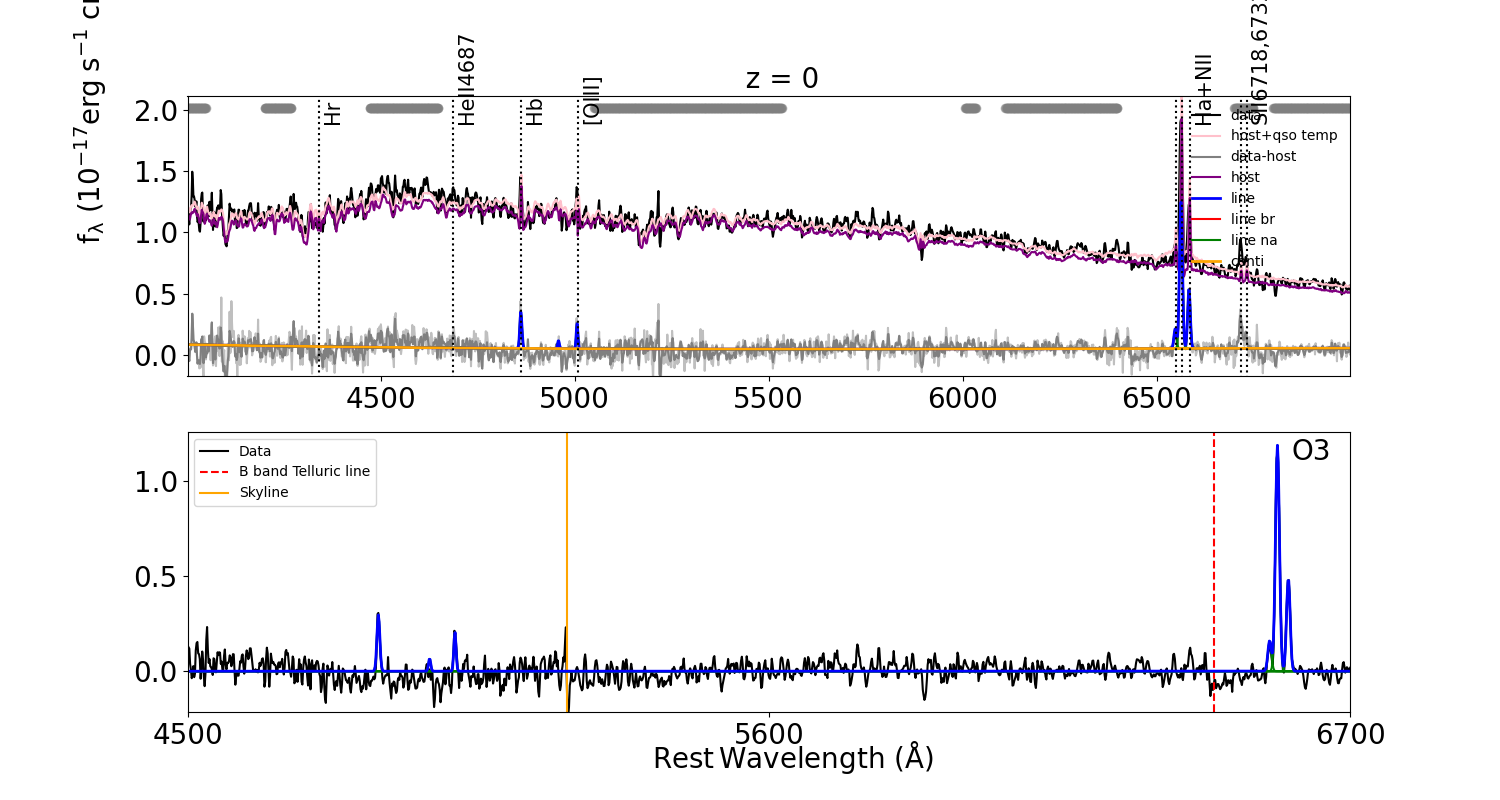 z = 0
f_λ (10^−17 erg s^−1 c
2.0
1.5
1.0
0.5
0.0
Hr
HeII4687
Hb
[OIII]
Ha+NII
SII6718,673
data
host+qso temp
data-host
host
line
line br
line na
conti
4500
5000
5500
6000
6500
Data
B band Telluric line
Skyline
O3
1.0
0.5
0.0
4500
5600
6700
Rest Wavelength (Å)